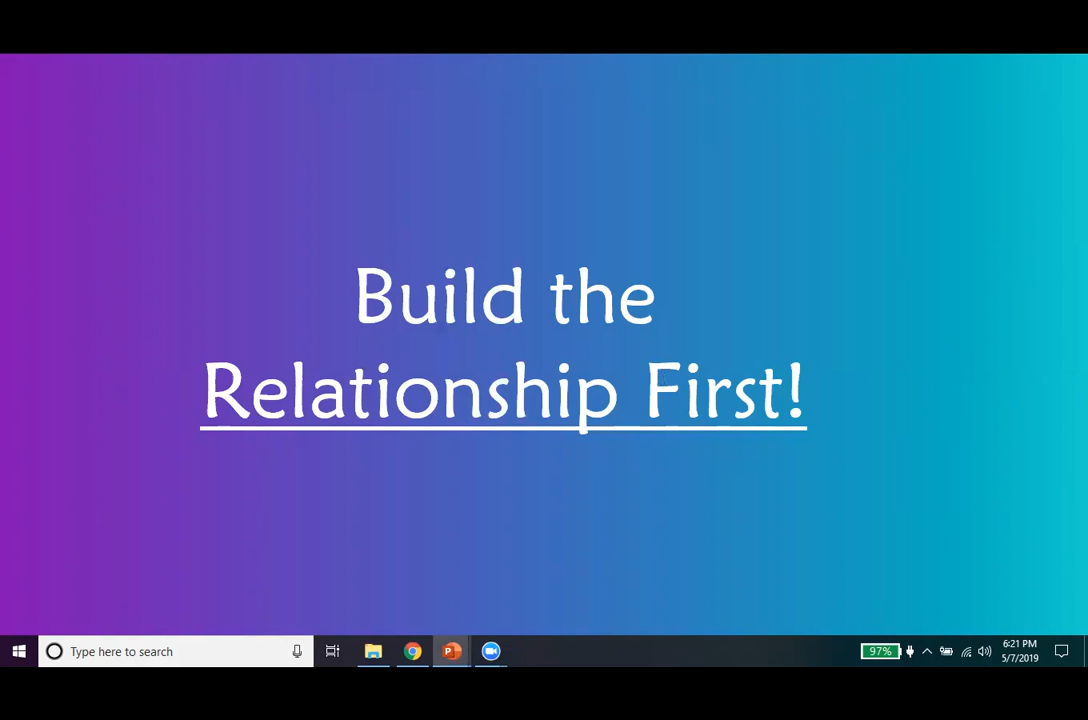 Build the
Relationship First!
Type here to search
97%
6:21 PM
5/7/2019